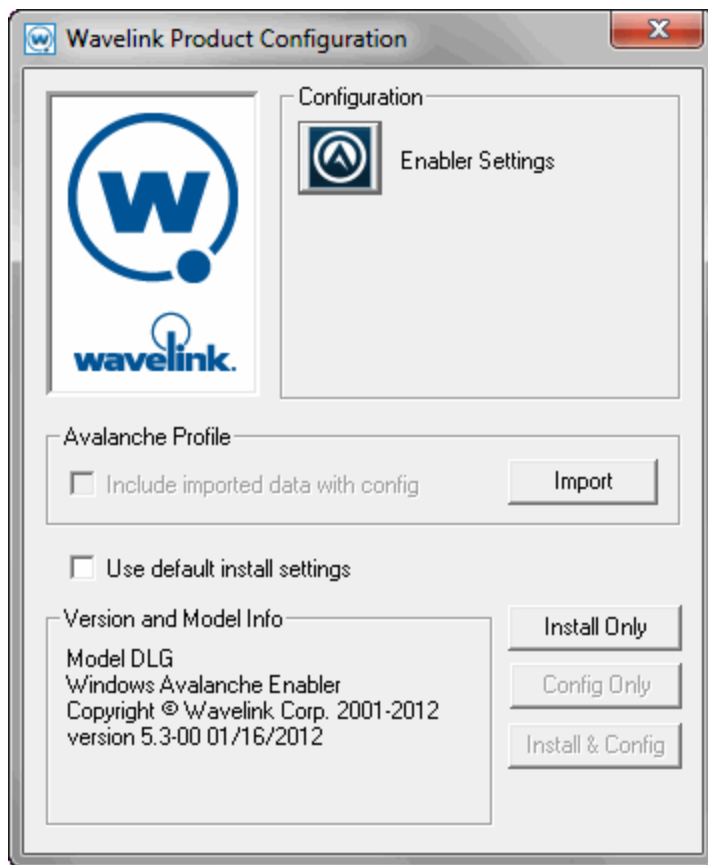 Wavelink Product Configuration
W
wavelink.
Configuration
Enabler Settings
Avalanche Profile
Include imported data with config
Import
Use default install settings
Version and Model Info
Model DLG
Windows Avalanche Enabler
Copyright © Wavelink Corp. 2001-2012
version 5.3-00 01/16/2012
Install Only
Config Only
Install & Config